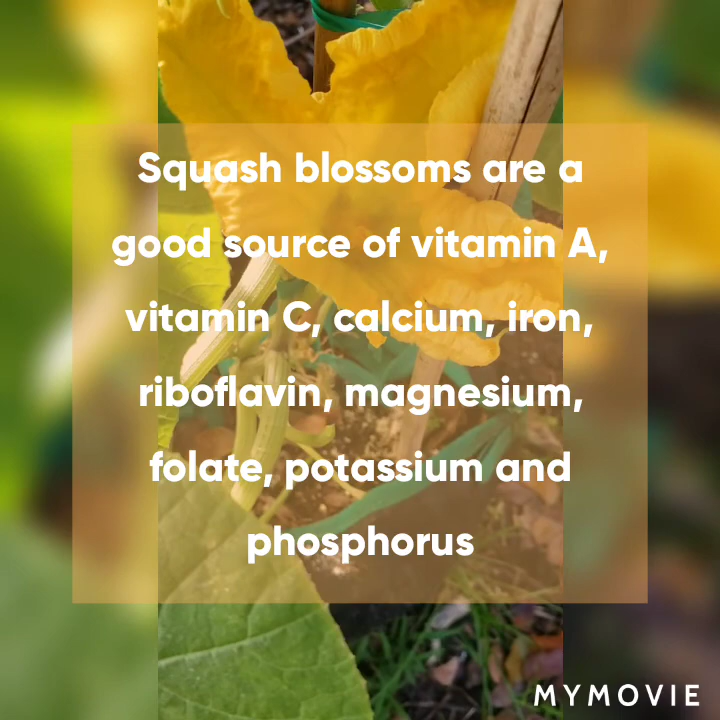 Squash blossoms are a
good source of vitamin A,
vitamin C, calcium, iron,
riboflavin, magnesium,
folate, potassium and
phosphorus
MYMOVIE